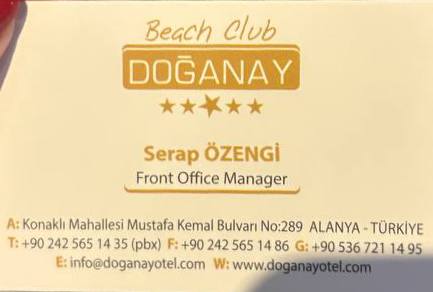 Beach Club
DOĞANAY
Serap ÖZENGİ
Front Office Manager
A: Konaklı Mahallesi Mustafa Kemal Bulvarı No:289 ALANYA - TÜRKİYE
T: +90 242 565 14 35 (pbx) F: +90 242 565 14 86 G: +90 536 721 14 95
E: info@doganayotel.com W: www.doganayotel.com